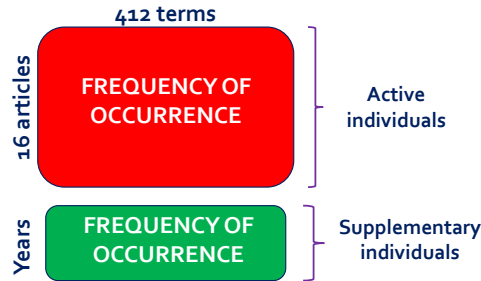 412 terms
16 articles
FREQUENCY OF
OCCURRENCE
Active
individuals
Years
FREQUENCY OF
OCCURRENCE
Supplementary
individuals